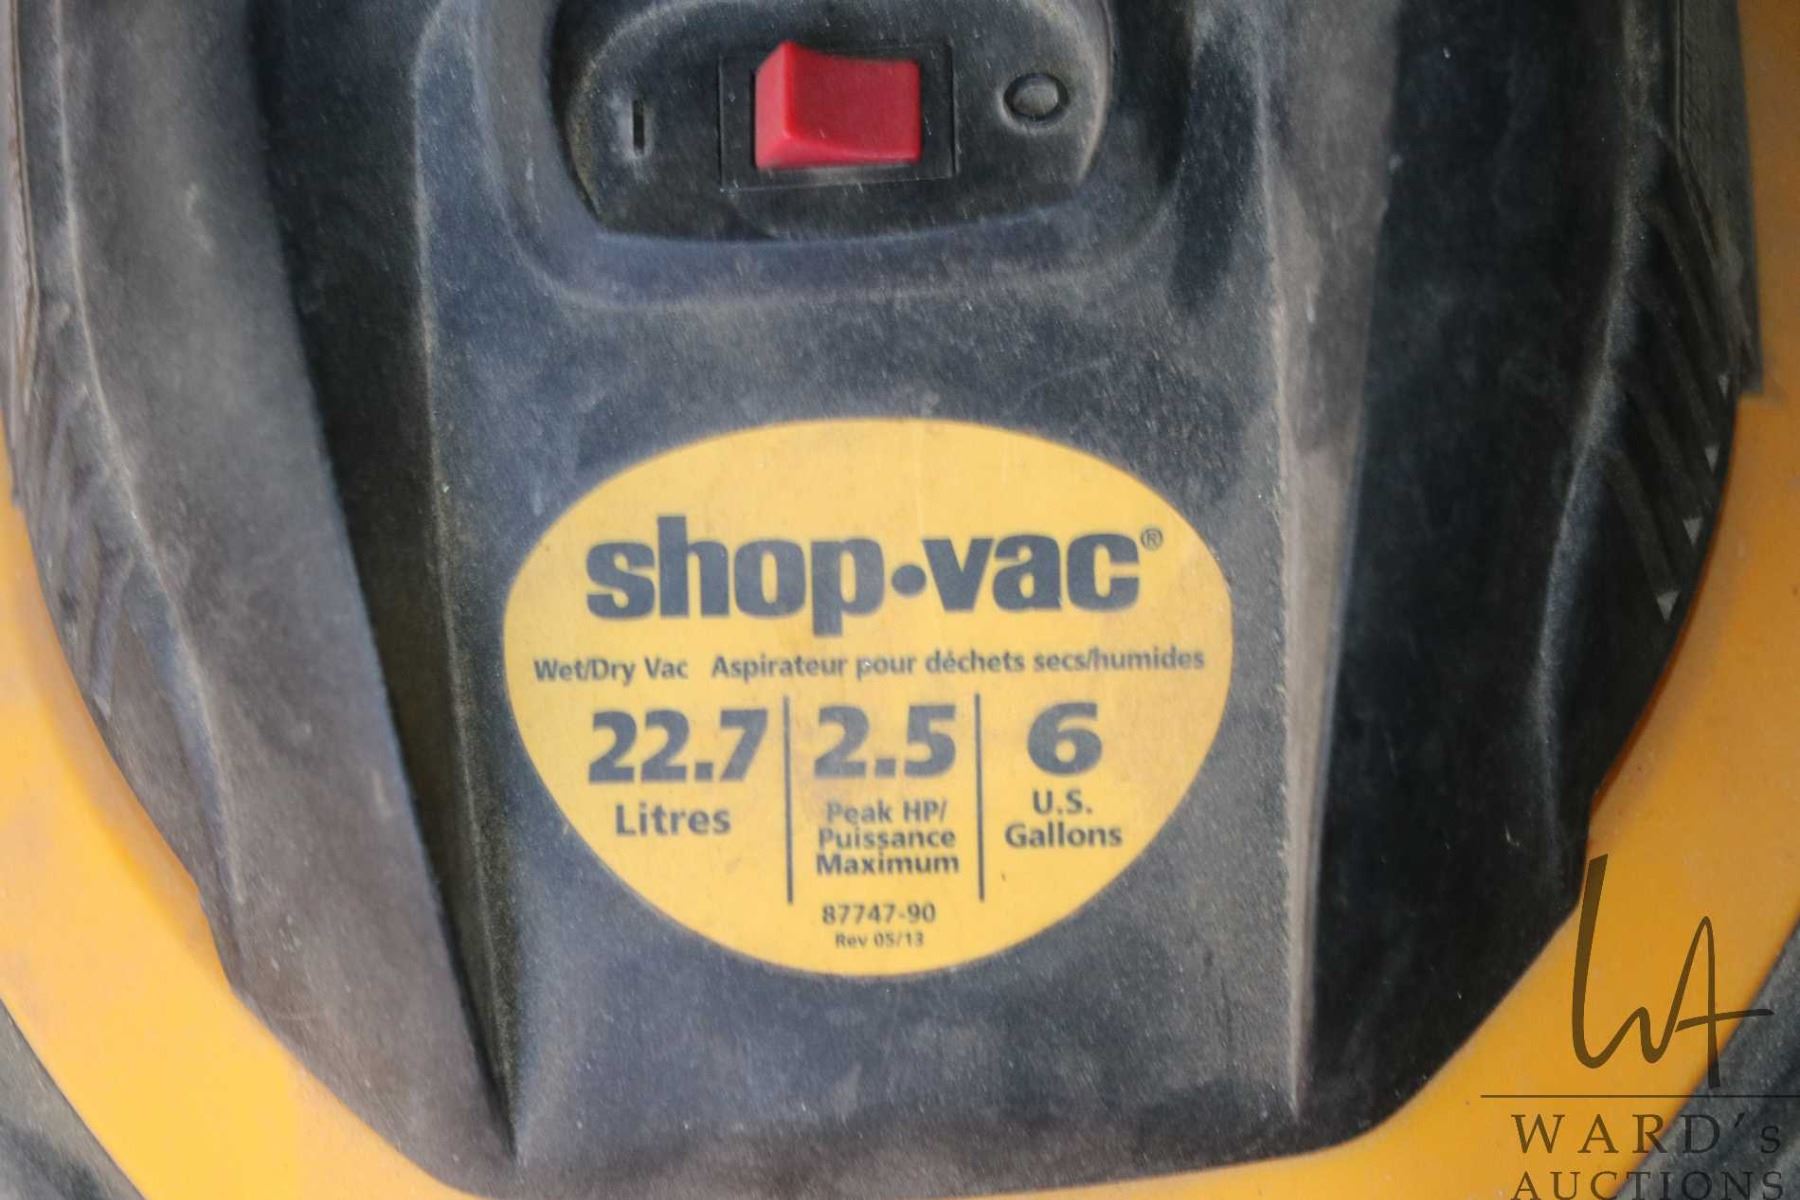 shop·vac®
Wet/Dry Vac Aspirateur pour déchets secs/humides
22.7
Litres
2.5
Peak HP/
Puissance
Maximum
6
U.S.
Gallons
87747-90
Rev 05/13
WA
WARD's
AUCTIONS